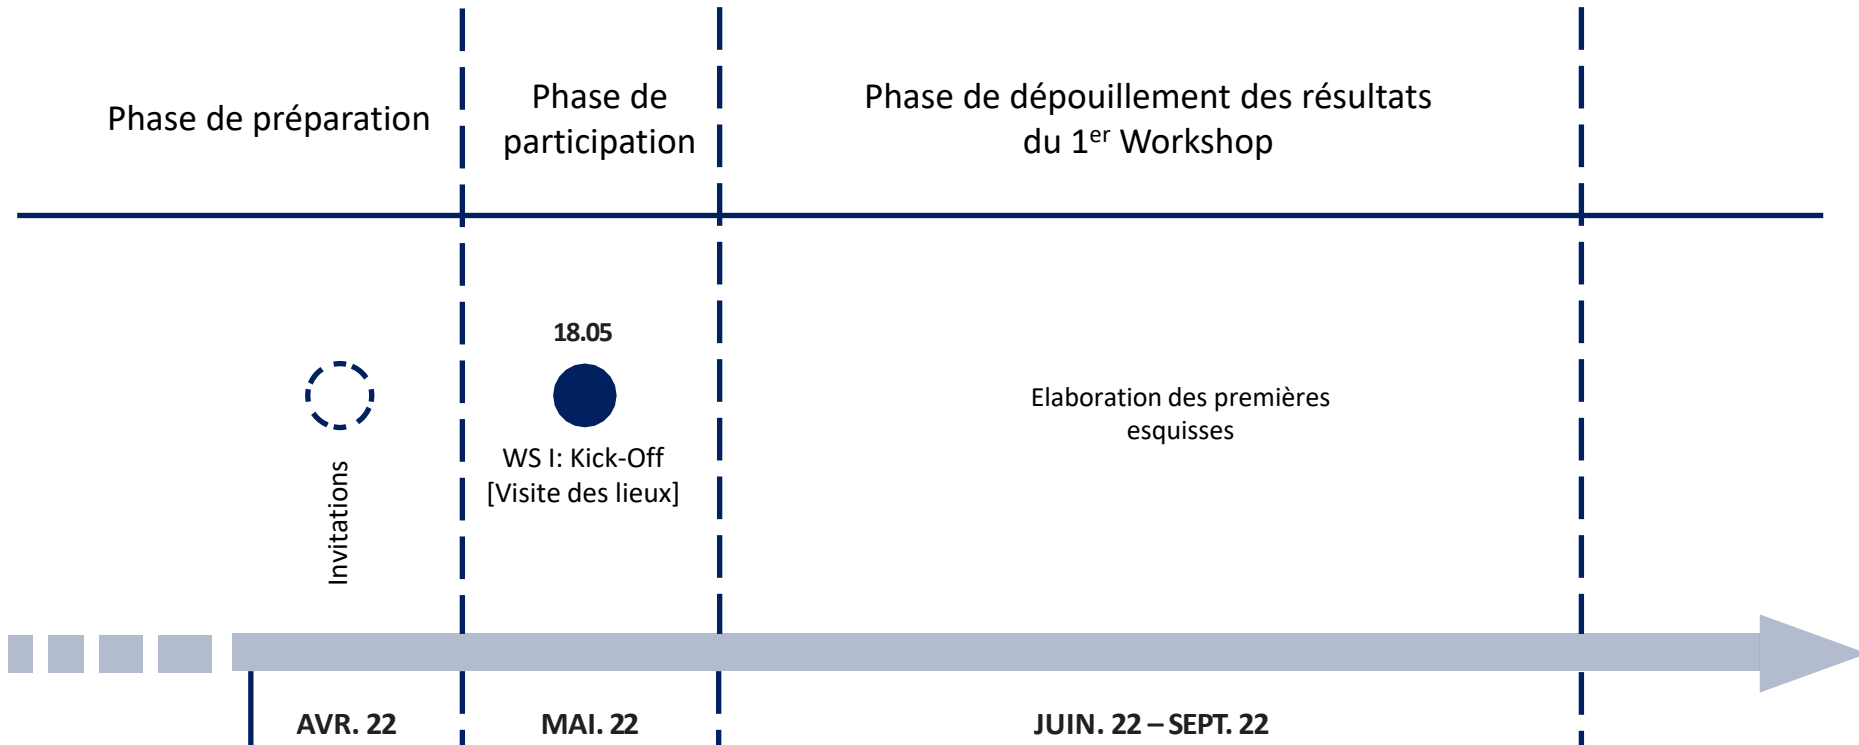 Phase de préparation
Phase de
participation
Phase de dépouillement des résultats
du 1er Workshop
18.05
Invitations
WS I: Kick-Off
[Visite des lieux]
Elaboration des premières
esquisses
AVR. 22
MAI. 22
JUIN. 22 – SEPT. 22